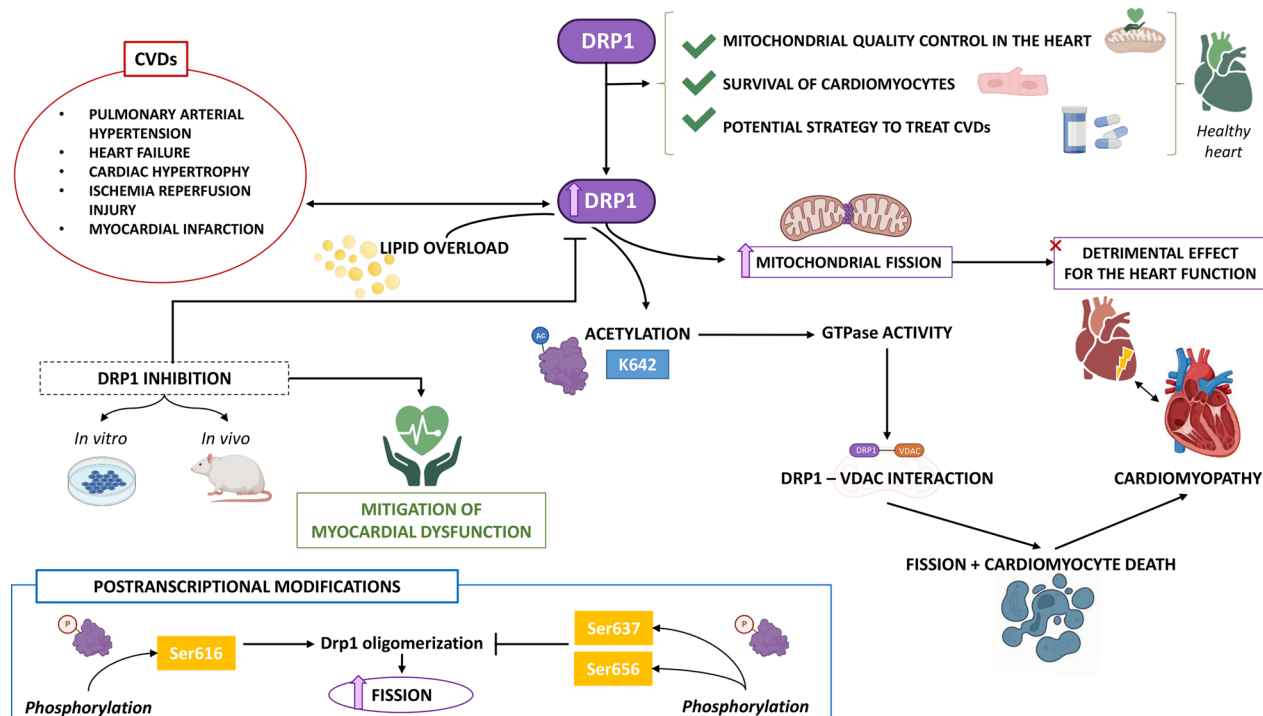 DRP1
MITOCHONDRIAL QUALITY CONTROL IN THE HEART
SURVIVAL OF CARDIOMYOCYTES
POTENTIAL STRATEGY TO TREAT CVDs
Healthy
heart
CVDs
• PULMONARY ARTERIAL
HYPERTENSION
• HEART FAILURE
• CARDIAC HYPERTROPHY
• ISCHEMIA REPERFUSION
INJURY
• MYOCARDIAL INFARCTION
DRP1
LIPID OVERLOAD
MITOCHONDRIAL FISSION
DETRIMENTAL EFFECT
FOR THE HEART FUNCTION
Ac
ACETYLATION
K642
GTPase ACTIVITY
DRP1 INHIBITION
In vitro
In vivo
MITIGATION OF
MYOCARDIAL DYSFUNCTION
DRP1
VDAC
DRP1 – VDAC INTERACTION
CARDIOMYOPATHY
FISSION + CARDIOMYOCYTE DEATH
POSTRANSCRIPTIONAL MODIFICATIONS
P
Ser616
Phosphorylation
Drp1 oligomerization
FISSION
Ser637
Ser656
P
Phosphorylation